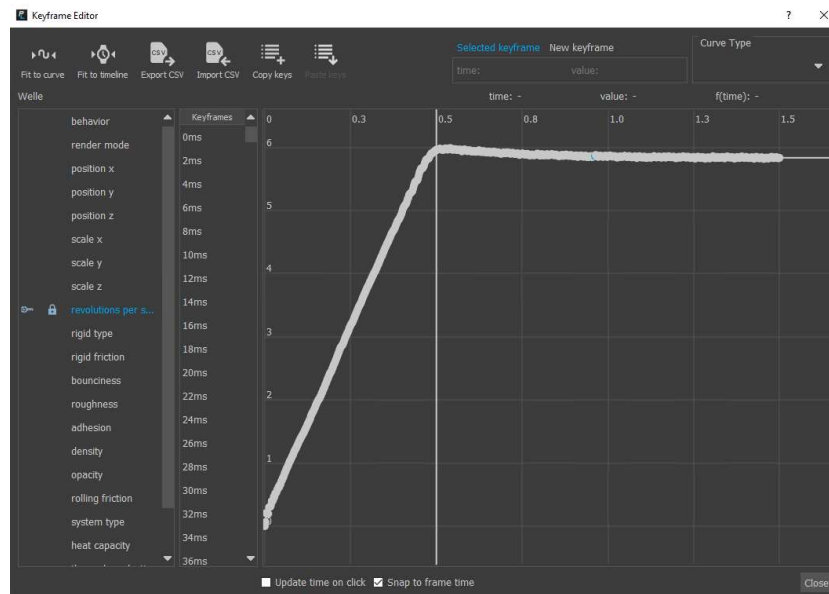 Keyframe Editor
? ×
Fit to curve Fit to timeline Export CSV Import CSV Copy keys Paste keys
Selected keyframe New keyframe
time: value:
Curve Type
Welle
time: - value: - f(time): -
behavior
render mode
position x
position y
position z
scale x
scale y
scale z
revolutions per s...
rigid type
rigid friction
bounciness
roughness
adhesion
density
opacity
rolling friction
system type
heat capacity
Keyframes
0ms
2ms
4ms
6ms
8ms
10ms
12ms
14ms
16ms
18ms
20ms
22ms
24ms
26ms
28ms
30ms
32ms
34ms
36ms
0 0.3 0.5 0.8 1.0 1.3 1.5
6
5
4
3
2
1
Update time on click Snap to frame time
Close